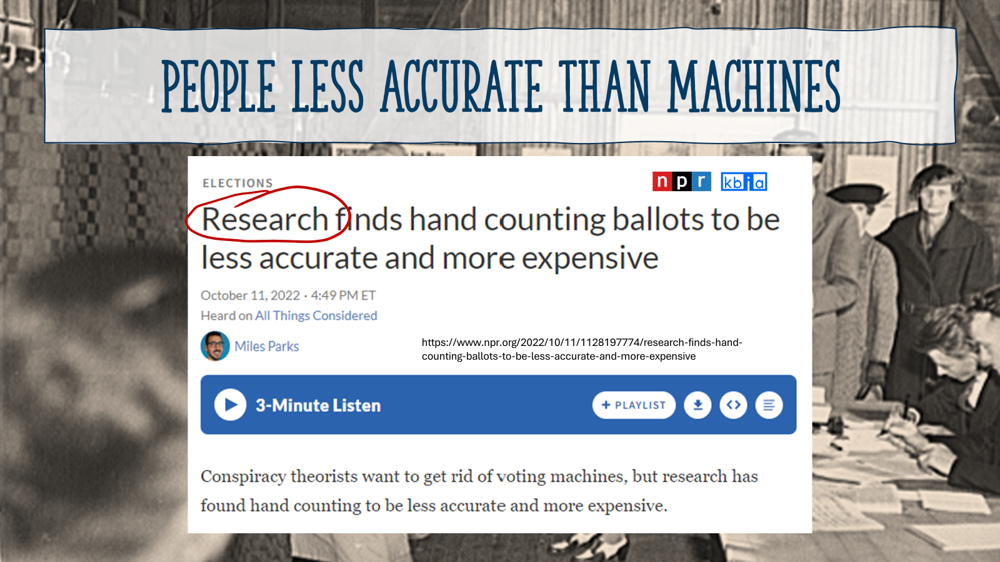 PEOPLE LESS ACCURATE THAN MACHINES
ELECTIONS
npr kbia
Research finds hand counting ballots to be
less accurate and more expensive
October 11, 2022 · 4:49 PM ET
Heard on All Things Considered
Miles Parks
https://www.npr.org/2022/10/11/1128197774/research-finds-hand-
counting-ballots-to-be-less-accurate-and-more-expensive
3-Minute Listen
+ PLAYLIST
Conspiracy theorists want to get rid of voting machines, but research has
found hand counting to be less accurate and more expensive.